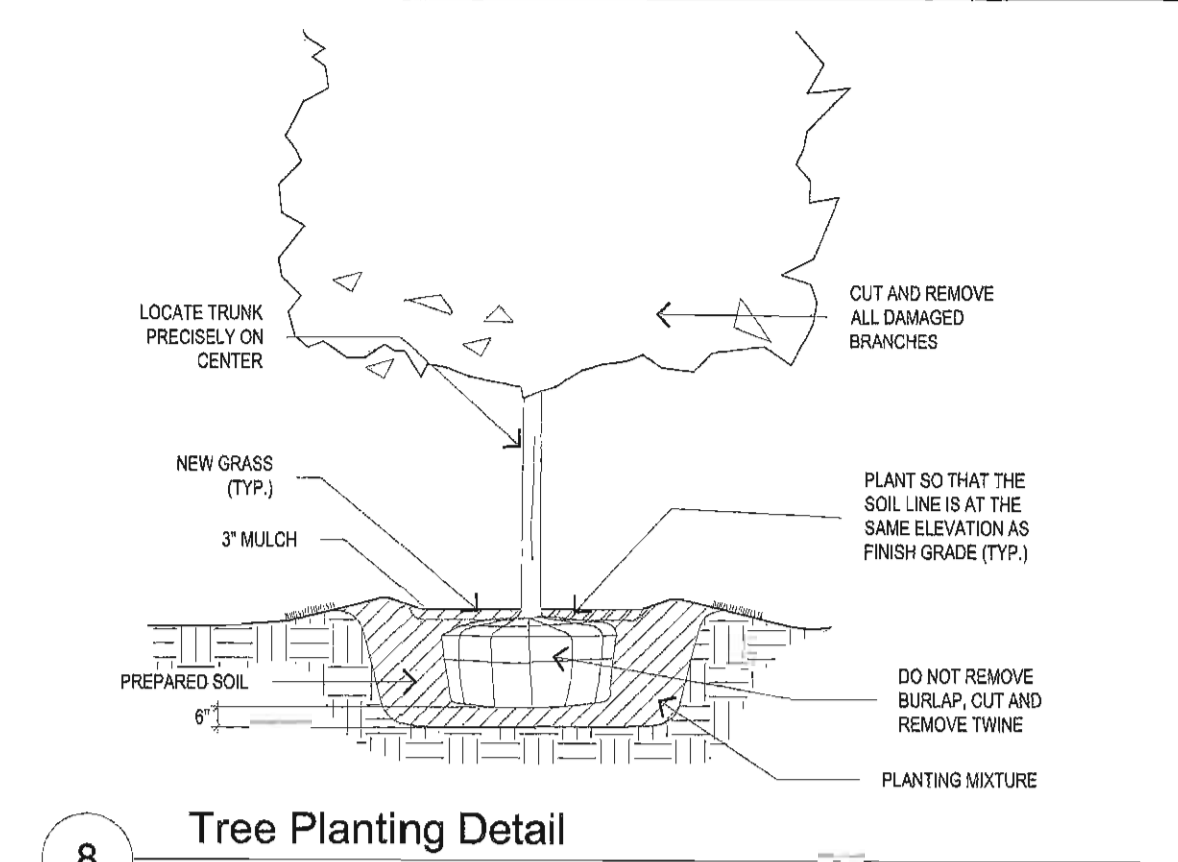 LOCATE TRUNK
PRECISELY ON
CENTER
CUT AND REMOVE
ALL DAMAGED
BRANCHES
NEW GRASS
(TYP.)
3" MULCH
PLANT SO THAT THE
SOIL LINE IS AT THE
SAME ELEVATION AS
FINISH GRADE (TYP.)
PREPARED SOIL
6"
DO NOT REMOVE
BURLAP, CUT AND
REMOVE TWINE
PLANTING MIXTURE
8
Tree Planting Detail